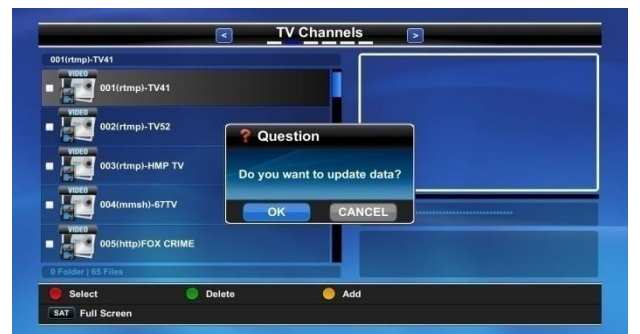 < TV Channels >
001(rtmp)-TV41
VIDEO
001(rtmp)-TV41
VIDEO
002(rtmp)-TV52
VIDEO
003(rtmp)-HMP TV
VIDEO
004(mmsh)-67TV
VIDEO
005(http)FOX CRIME
? Question
Do you want to update data?
OK CANCEL
0 Folder | 65 Files
Select Delete Add
SAT Full Screen